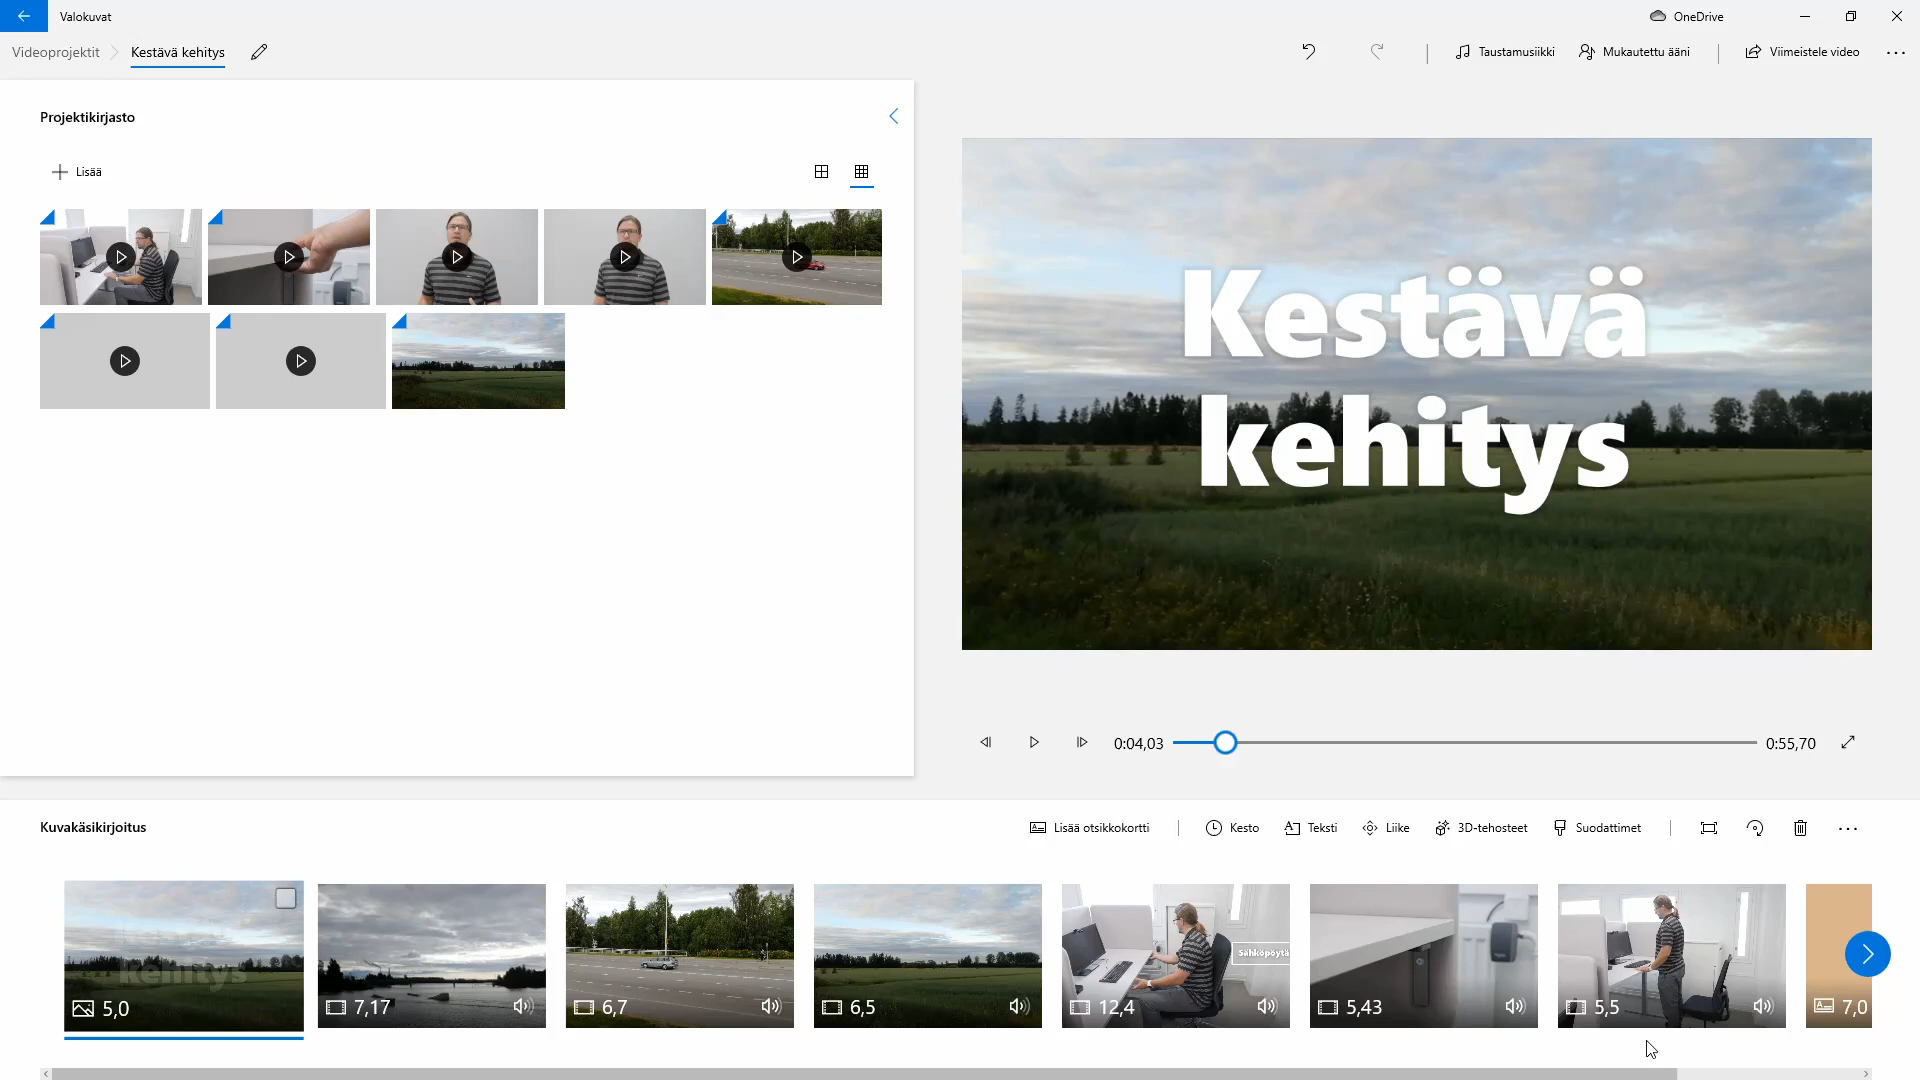 Valokuvat
OneDrive
Videoprojektit
Kestävä kehitys
Taustamusiikki
Mukautettu ääni
Viimeistele video
Projektikirjasto
Lisää
Kestävä
kehitys
0:04,03
0:55,70
Kuvakäsikirjoitus
Lisää otsikkokortti
Kesto
Teksti
Liike
3D-tehosteet
Suodattimet
kehitys
Sähköpöytä
5,0
7,17
6,7
6,5
12,4
5,43
5,5
7,0